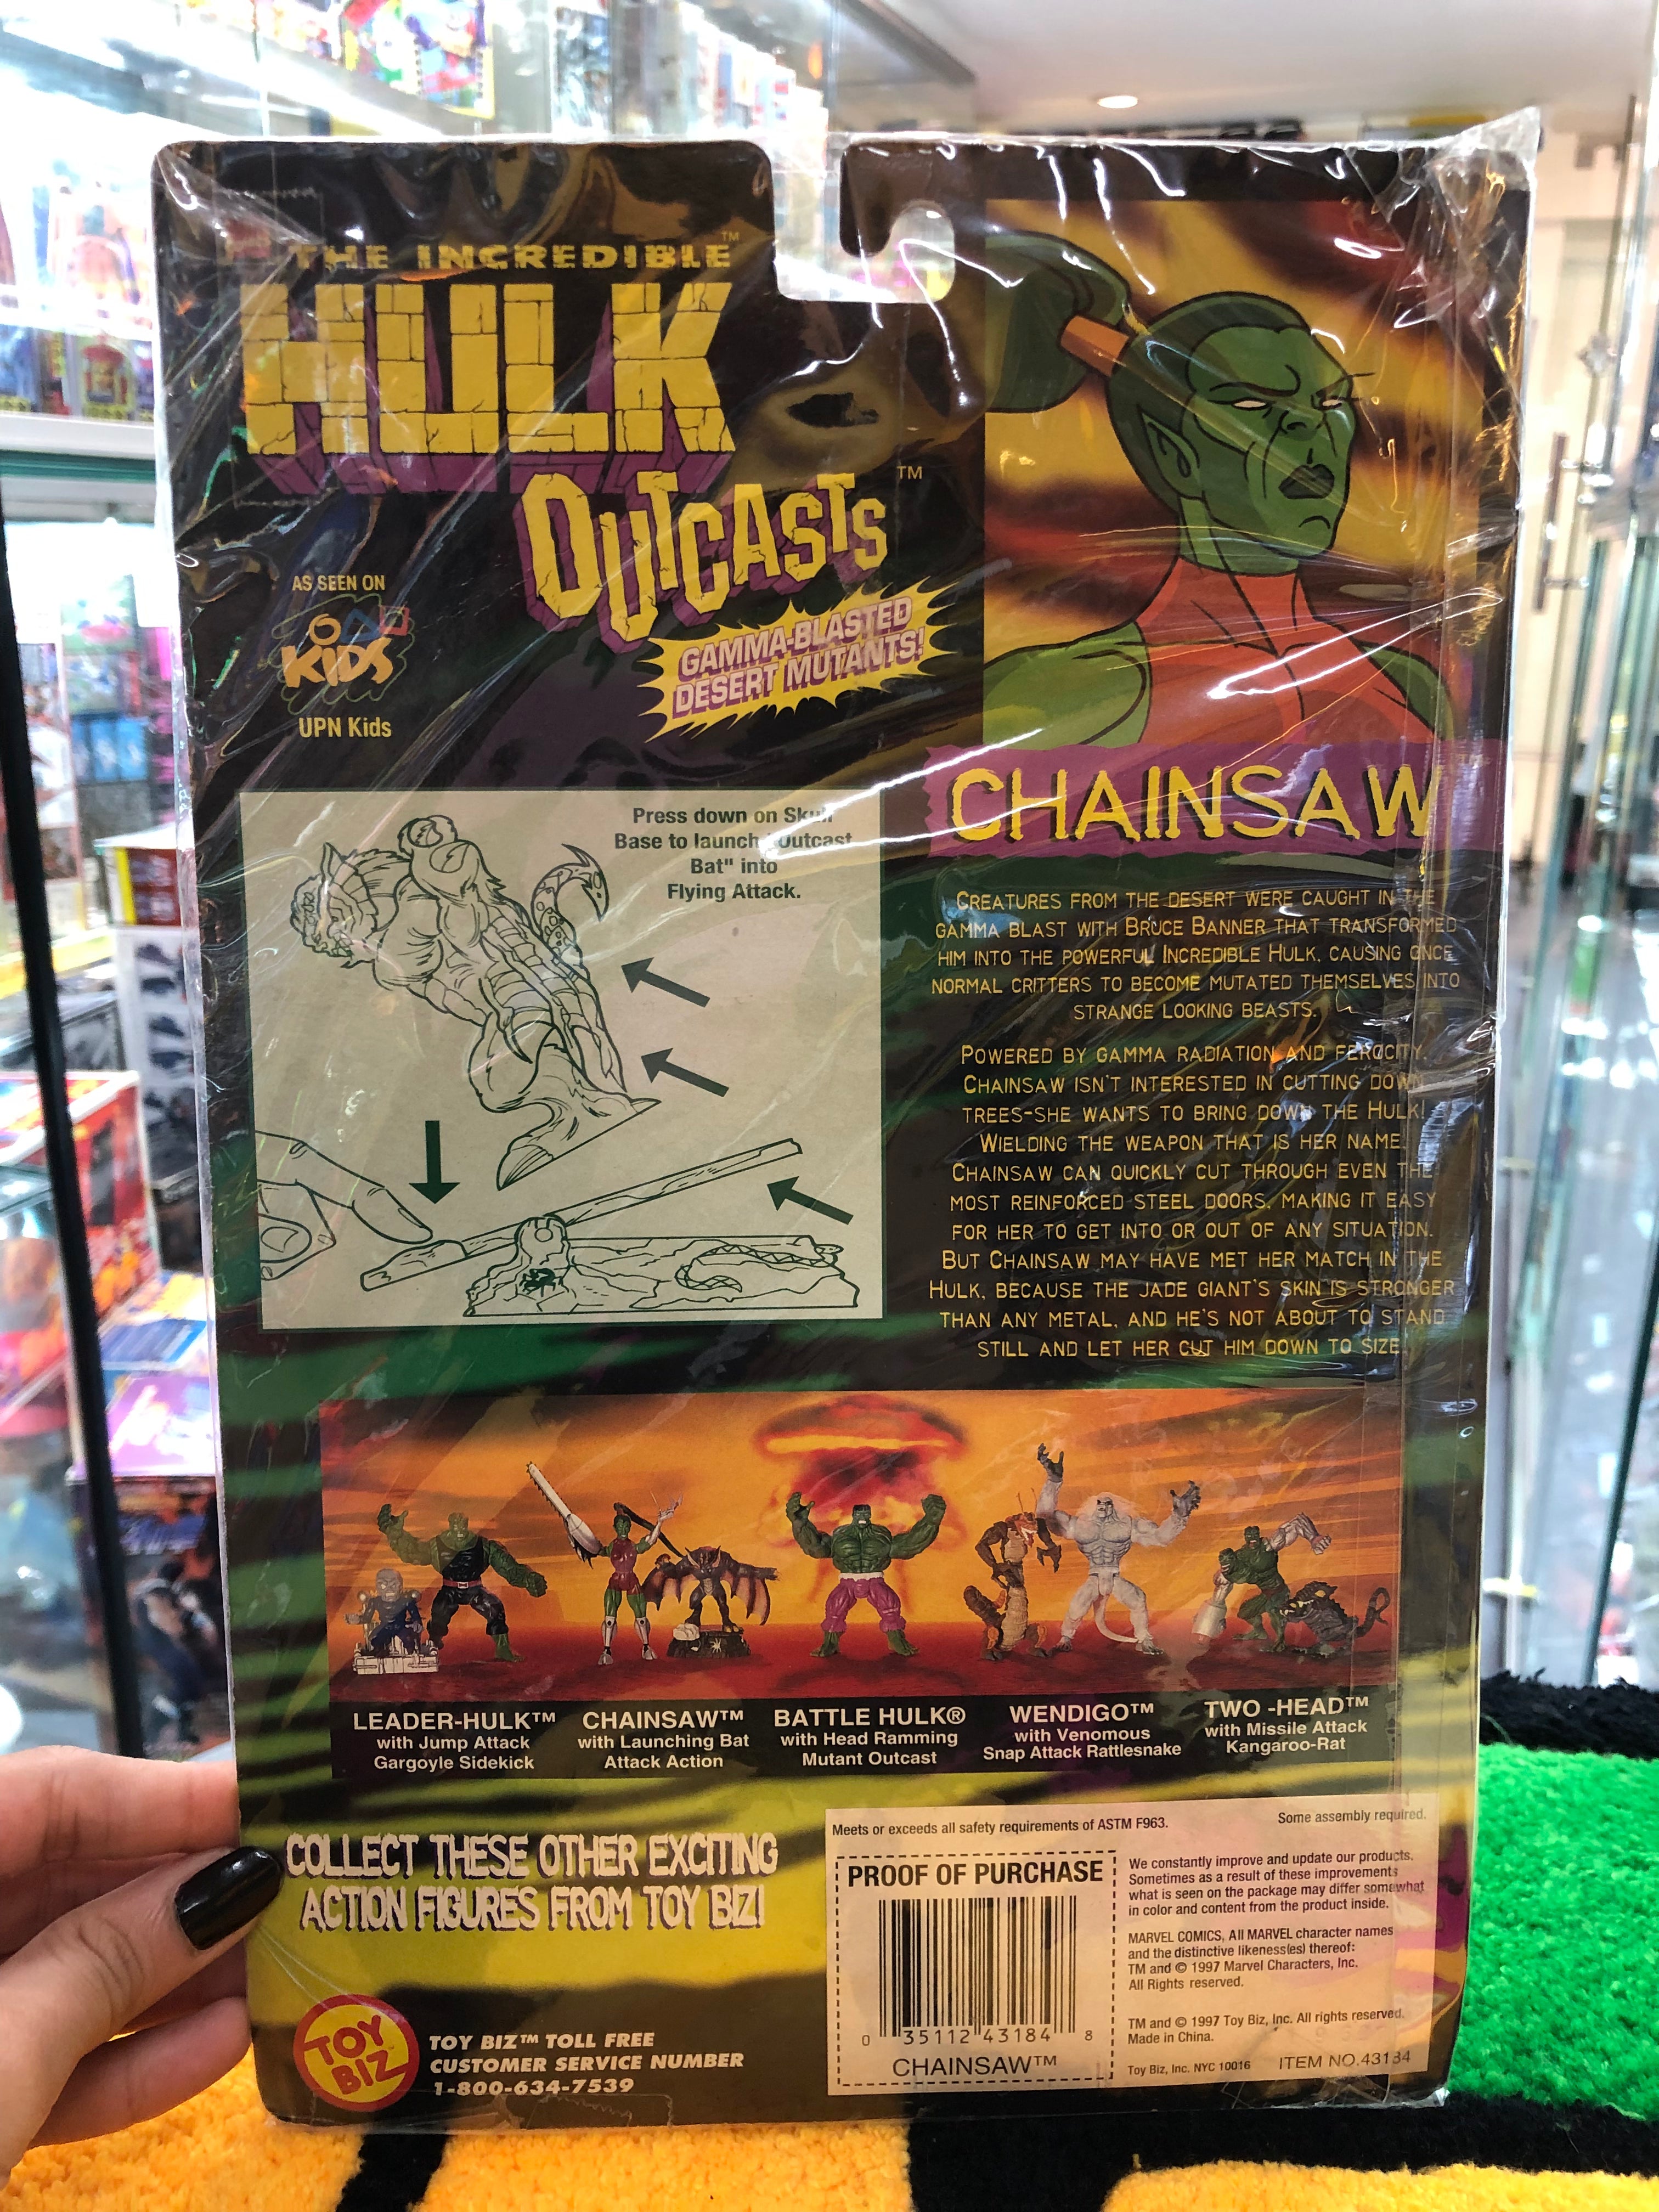 THE INCREDIBLE™
HULK
OUTCASTS™
GAMMA-BLASTED
DESERT MUTANTS!
AS SEEN ON
KIDS
UPN Kids
Press down on Skull
Base to launch "Outcast
Bat" into
Flying Attack.
CHAINSAW
CREATURES FROM THE DESERT WERE CAUGHT IN THE
GAMMA BLAST WITH BRUCE BANNER THAT TRANSFORMED
HIM INTO THE POWERFUL INCREDIBLE HULK, CAUSING ONCE
NORMAL CRITTERS TO BECOME MUTATED THEMSELVES INTO
STRANGE LOOKING BEASTS.
POWERED BY GAMMA RADIATION AND FEROCITY.
CHAINSAW ISN'T INTERESTED IN CUTTING DOWN
TREES-SHE WANTS TO BRING DOWN THE HULK!
WIELDING THE WEAPON THAT IS HER NAME.
CHAINSAW CAN QUICKLY CUT THROUGH EVEN THE
MOST REINFORCED STEEL DOORS, MAKING IT EASY
FOR HER TO GET INTO OR OUT OF ANY SITUATION.
BUT CHAINSAW MAY HAVE MET HER MATCH IN THE
HULK, BECAUSE THE JADE GIANT'S SKIN IS STRONGER
THAN ANY METAL, AND HE'S NOT ABOUT TO STAND
STILL AND LET HER CUT HIM DOWN TO SIZE.
LEADER-HULK™
with Jump Attack
Gargoyle Sidekick
CHAINSAW™
with Launching Bat
Attack Action
BATTLE HULK®
with Head Ramming
Mutant Outcast
WENDIGO™
with Venomous
Snap Attack Rattlesnake
TWO -HEAD™
with Missile Attack
Kangaroo-Rat
COLLECT THESE OTHER EXCITING
ACTION FIGURES FROM TOY BIZ!
TOY
BIZ
TOY BIZ™ TOLL FREE
CUSTOMER SERVICE NUMBER
1-800-634-7539
Meets or exceeds all safety requirements of ASTM F963.
Some assembly required.
PROOF OF PURCHASE
0 35112 43184 8
CHAINSAW™
We constantly improve and update our products.
Sometimes as a result of these improvements
what is seen on the package may differ somewhat
in color and content from the product inside.
MARVEL COMICS, All MARVEL character names
and the distinctive likeness(es) thereof:
TM and © 1997 Marvel Characters, Inc.
All Rights reserved.
TM and © 1997 Toy Biz, Inc. All rights reserved.
Made in China.
Toy Biz, Inc. NYC 10016
ITEM NO.43184